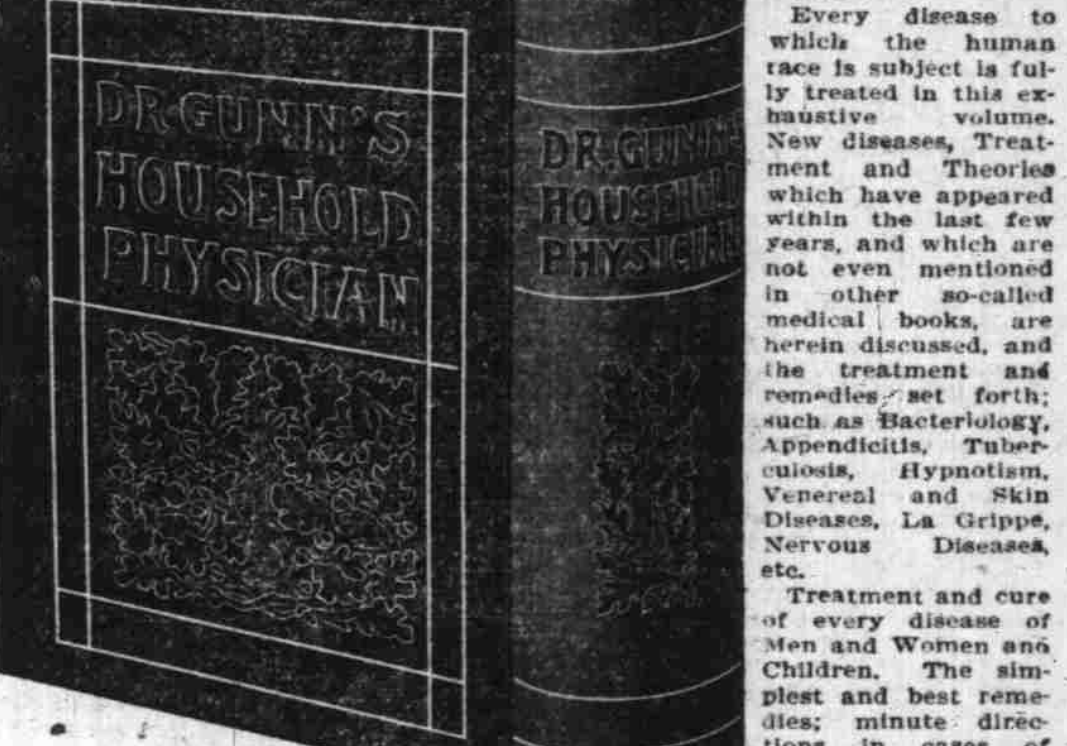 DR. GUNN'S
HOUSEHOLD
PHYSICIAN
DR. GUNN'S
HOUSEHOLD
PHYSICIAN
Every disease to
which the human
race is subject is ful-
ly treated in this ex-
haustive volume.
New diseases, Treat-
ment and Theories
which have appeared
within the last few
years, and which are
not even mentioned
in other so-called
medical books, are
herein discussed, and
the treatment and
remedies set forth;
such as Bacteriology,
Appendicitis, Tuber-
culosis, Hypnotism,
Venereal and Skin
Diseases, La Grippe,
Nervous Diseases,
etc.
Treatment and cure
of every disease of
Men and Women and
Children. The sim-
plest and best reme-
dies; minute direc-
tions in cases of